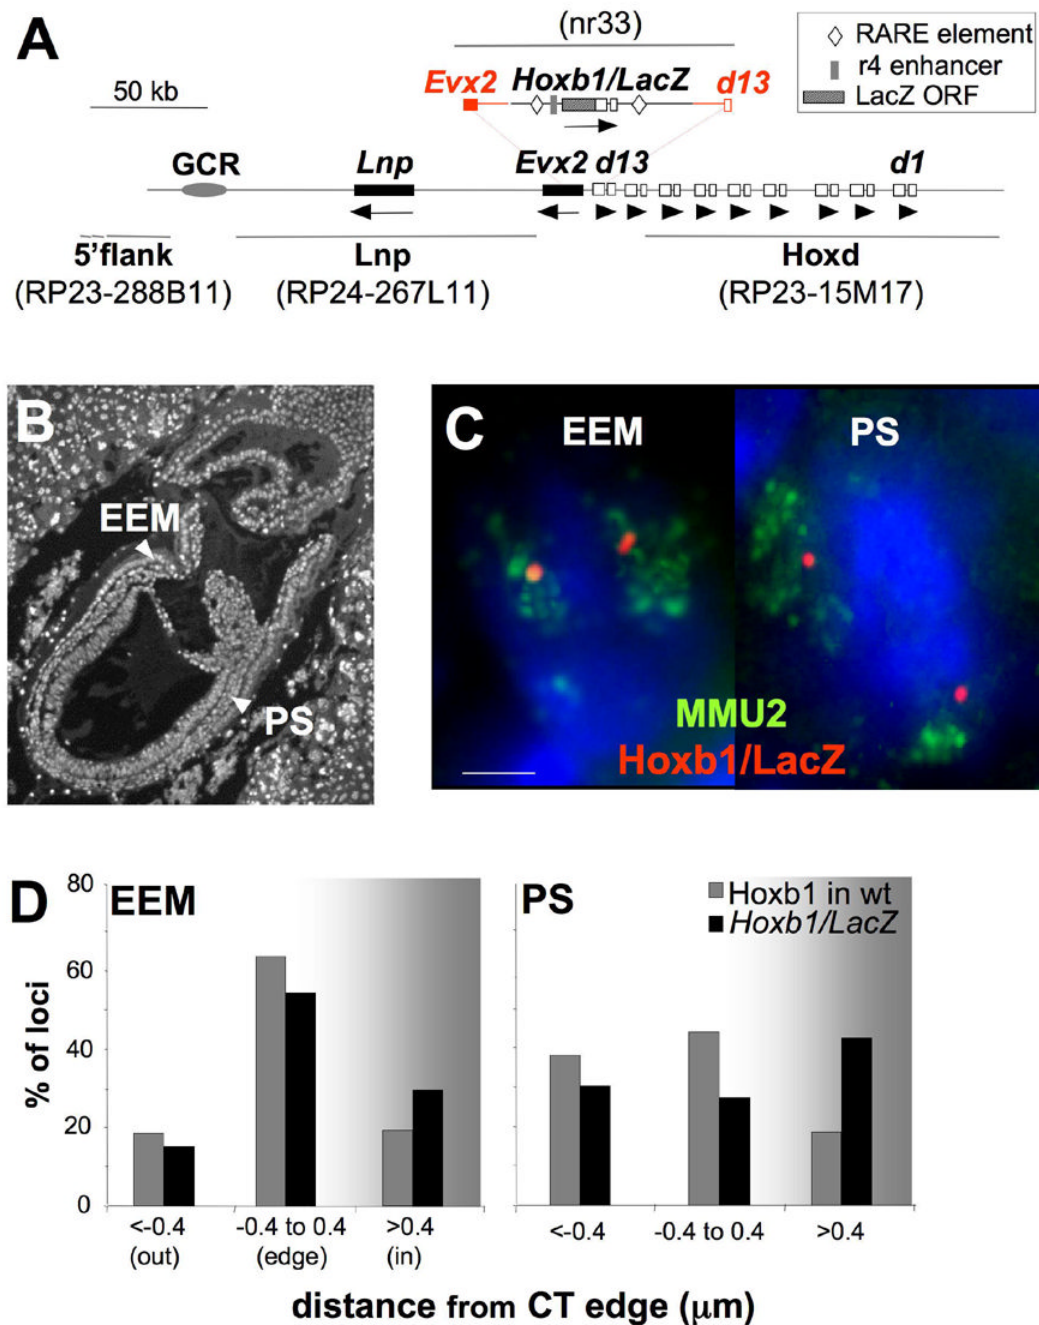 A
(nr33)
RARE element
r4 enhancer
LacZ ORF
Evx2 Hoxb1/LacZ d13
50 kb
GCR Lnp Evx2 d13 d1
5'flank Lnp Hoxd
(RP23-288B11) (RP24-267L11) (RP23-15M17)
B
EEM
PS
C
EEM PS
MMU2
Hoxb1/LacZ
D
EEM
PS
Hoxb1 in wt
Hoxb1/LacZ
% of loci
80
60
40
20
0
<-0.4 -0.4 to 0.4 >0.4
(out) (edge) (in)
<-0.4 -0.4 to 0.4 >0.4
distance from CT edge (μm)